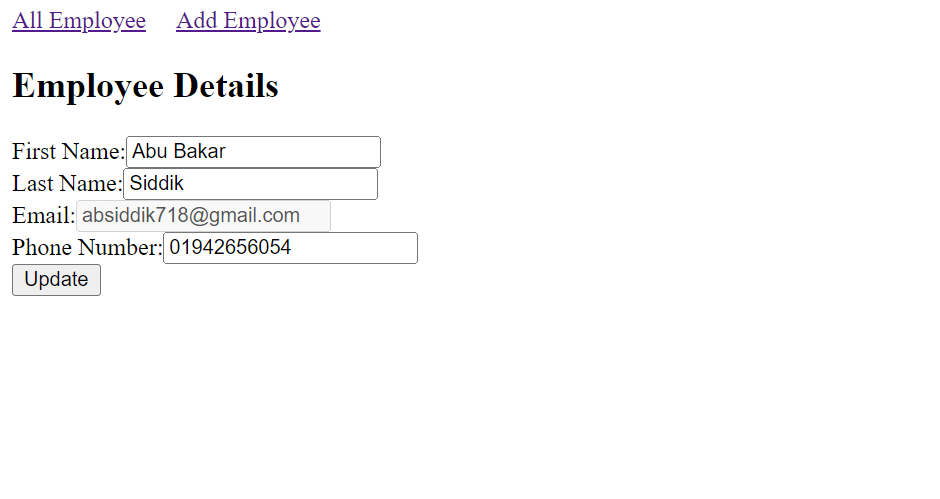 All Employee Add Employee
Employee Details
First Name: Abu Bakar
Last Name: Siddik
Email: absiddik718@gmail.com
Phone Number: 01942656054
Update